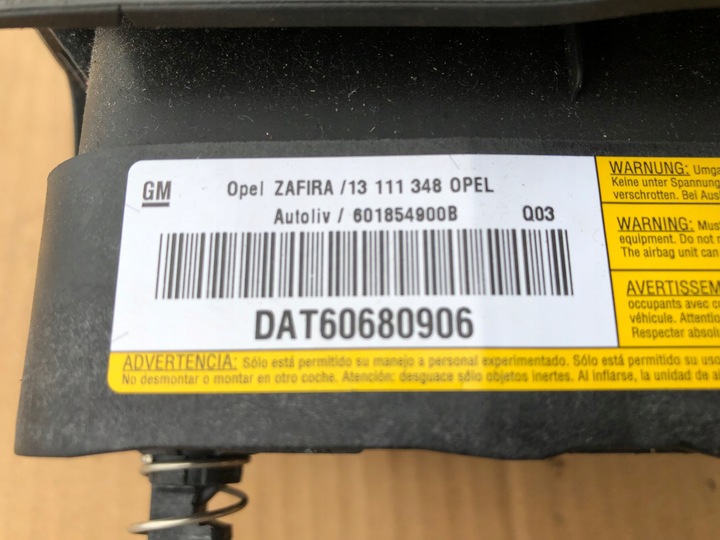 GM
Opel ZAFIRA /13 111 348 OPEL
Autoliv / 601854900B Q03
DAT60680906
WARNUNG:
Keine unter Spannung
verschrotten. Bei
WARNING:
equipment. Do not
The airbag unit can
AVERTISSEM
occupants avec
véhicule.
Respecter
ADVERTENCIA: Sólo está permitido su manejo a personal experimentado. Sólo está permitido su uso
No desmontar o montar en otro coche. Atención: desguace sólo objetos inertes. Al inflarse, la unidad de